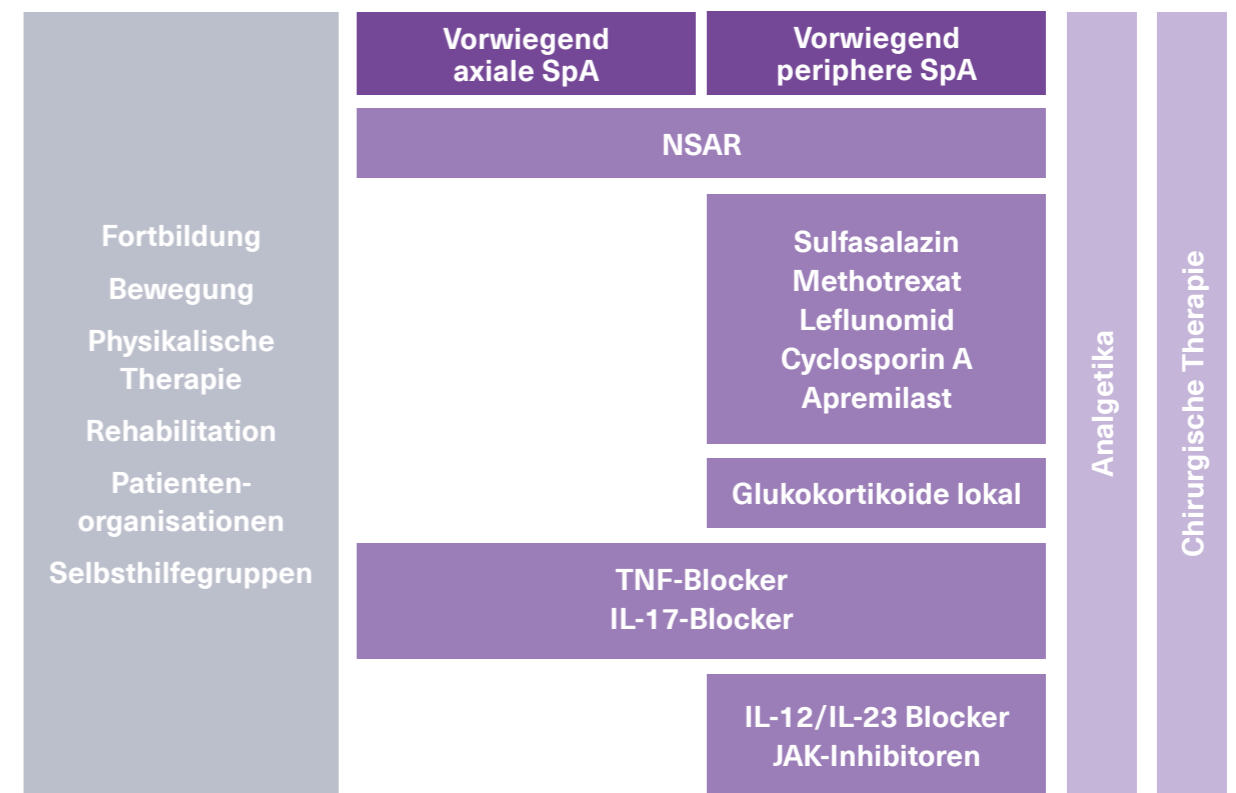 Fortbildung
Bewegung
Physikalische
Therapie
Rehabilitation
Patienten-
organisationen
Selbsthilfegruppen
Vorwiegend
axiale SpA
Vorwiegend
periphere SpA
NSAR
Sulfasalazin
Methotrexat
Leflunomid
Cyclosporin A
Apremilast
Glukokortikoide lokal
TNF-Blocker
IL-17-Blocker
IL-12/IL-23 Blocker
JAK-Inhibitoren
Analgetika
Chirurgische Therapie